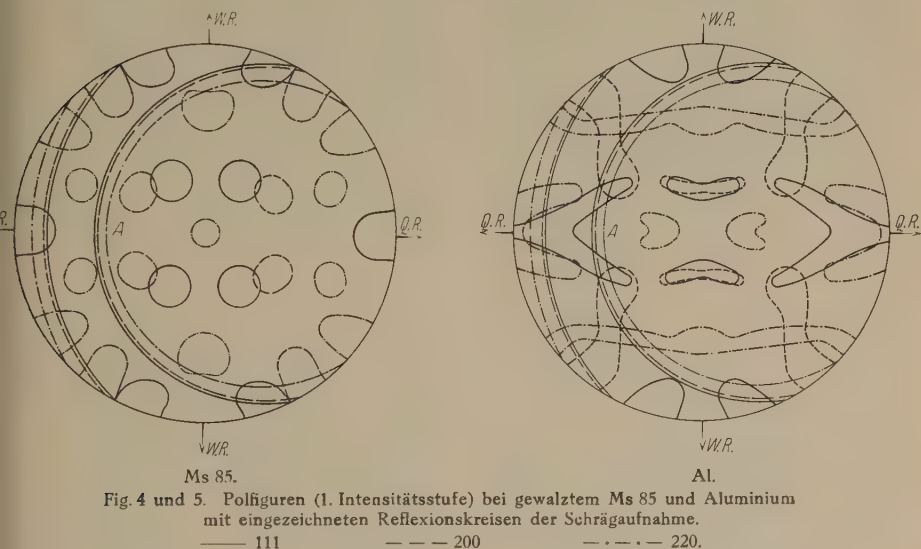 W.R.
W.R.
R.
A
Q.R.
Q.R.
A
Q.R.
W.R.
W.R.
Ms 85.
Al.
Fig. 4 und 5. Polfiguren (1. Intensitätsstufe) bei gewalztem Ms 85 und Aluminium
mit eingezeichneten Reflexionskreisen der Schrägaufnahme.
—— 111 — — — 200 —·—·— 220.